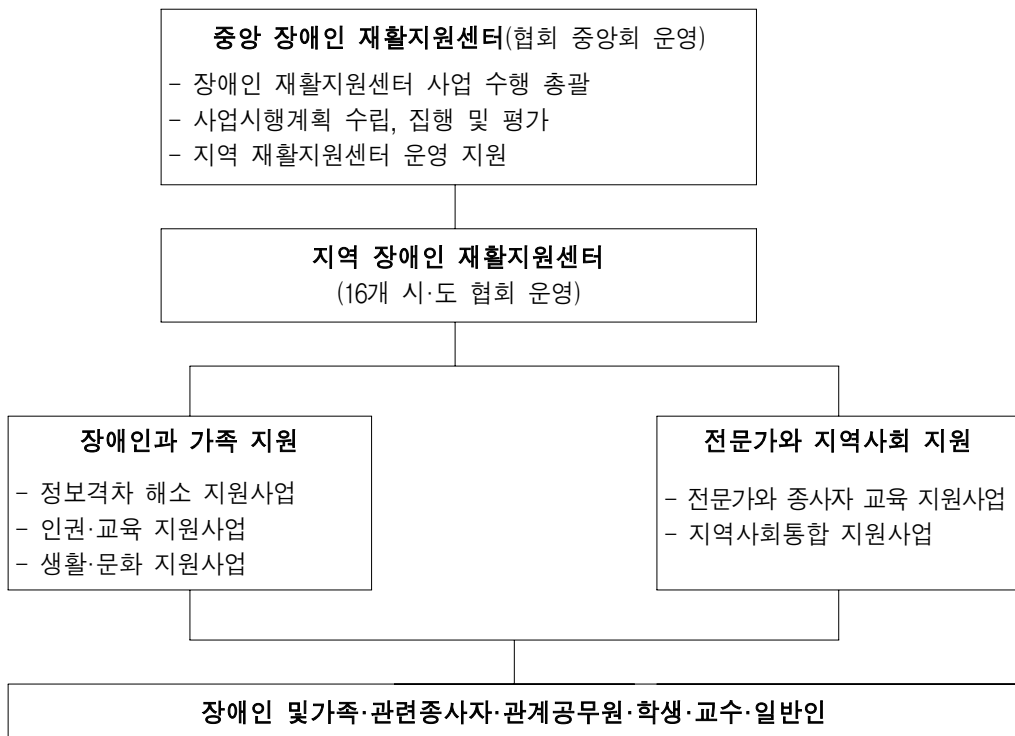 중앙 장애인 재활지원센터(협회 중앙회 운영)
- 장애인 재활지원센터 사업 수행 총괄
- 사업시행계획 수립, 집행 및 평가
- 지역 재활지원센터 운영 지원
지역 장애인 재활지원센터
(16개 시·도 협회 운영)
장애인과 가족 지원
- 정보격차 해소 지원사업
- 인권·교육 지원사업
- 생활·문화 지원사업
전문가와 지역사회 지원
- 전문가와 종사자 교육 지원사업
- 지역사회통합 지원사업
장애인 및가족·관련종사자·관계공무원·학생·교수·일반인